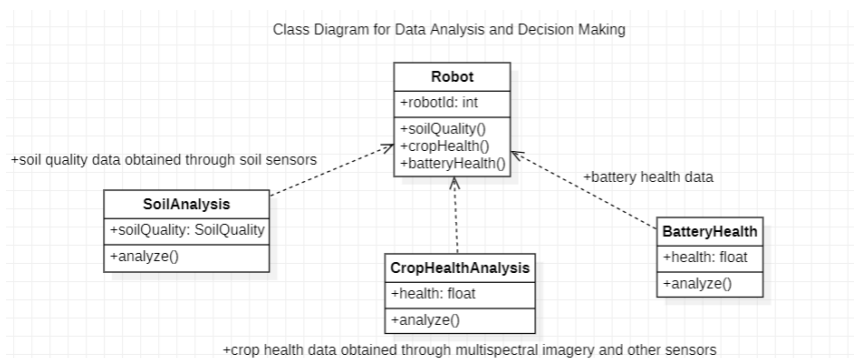 Class Diagram for Data Analysis and Decision Making
Robot
+robotId: int
+soilQuality()
+cropHealth()
+batteryHealth()
+soil quality data obtained through soil sensors
+battery health data
SoilAnalysis
+soilQuality: SoilQuality
+analyze()
CropHealthAnalysis
+health: float
+analyze()
BatteryHealth
+health: float
+analyze()
+crop health data obtained through multispectral imagery and other sensors